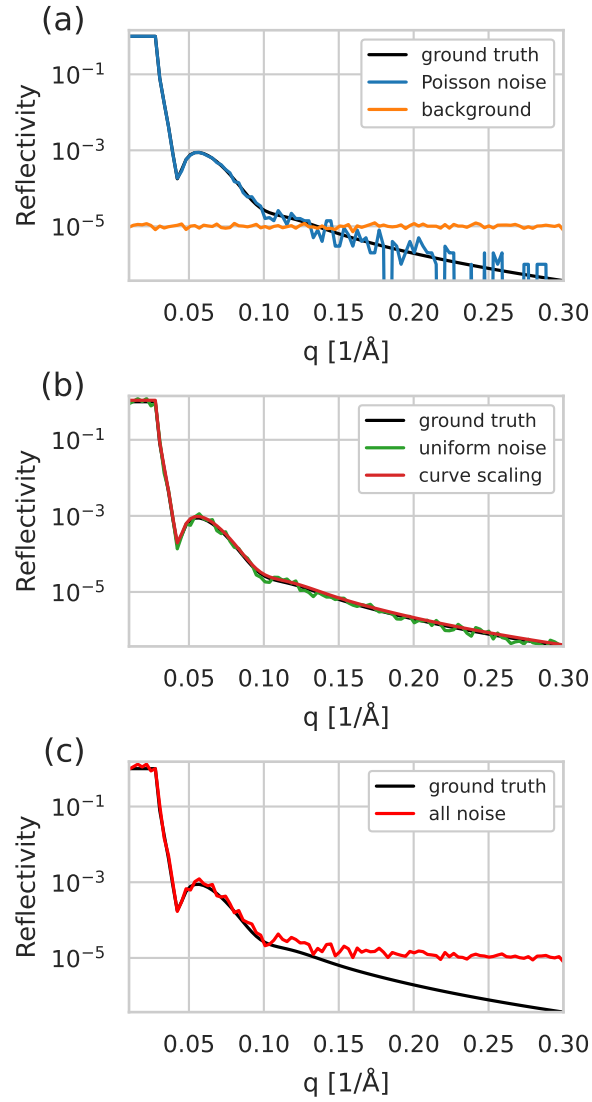 (a)
10⁻¹
10⁻³
10⁻⁵
Reflectivity
ground truth
Poisson noise
background
0.05 0.10 0.15 0.20 0.25 0.30
q [1/Å]
(b)
10⁻¹
10⁻³
10⁻⁵
Reflectivity
ground truth
uniform noise
curve scaling
0.05 0.10 0.15 0.20 0.25 0.30
q [1/Å]
(c)
10⁻¹
10⁻³
10⁻⁵
Reflectivity
ground truth
all noise
0.05 0.10 0.15 0.20 0.25 0.30
q [1/Å]